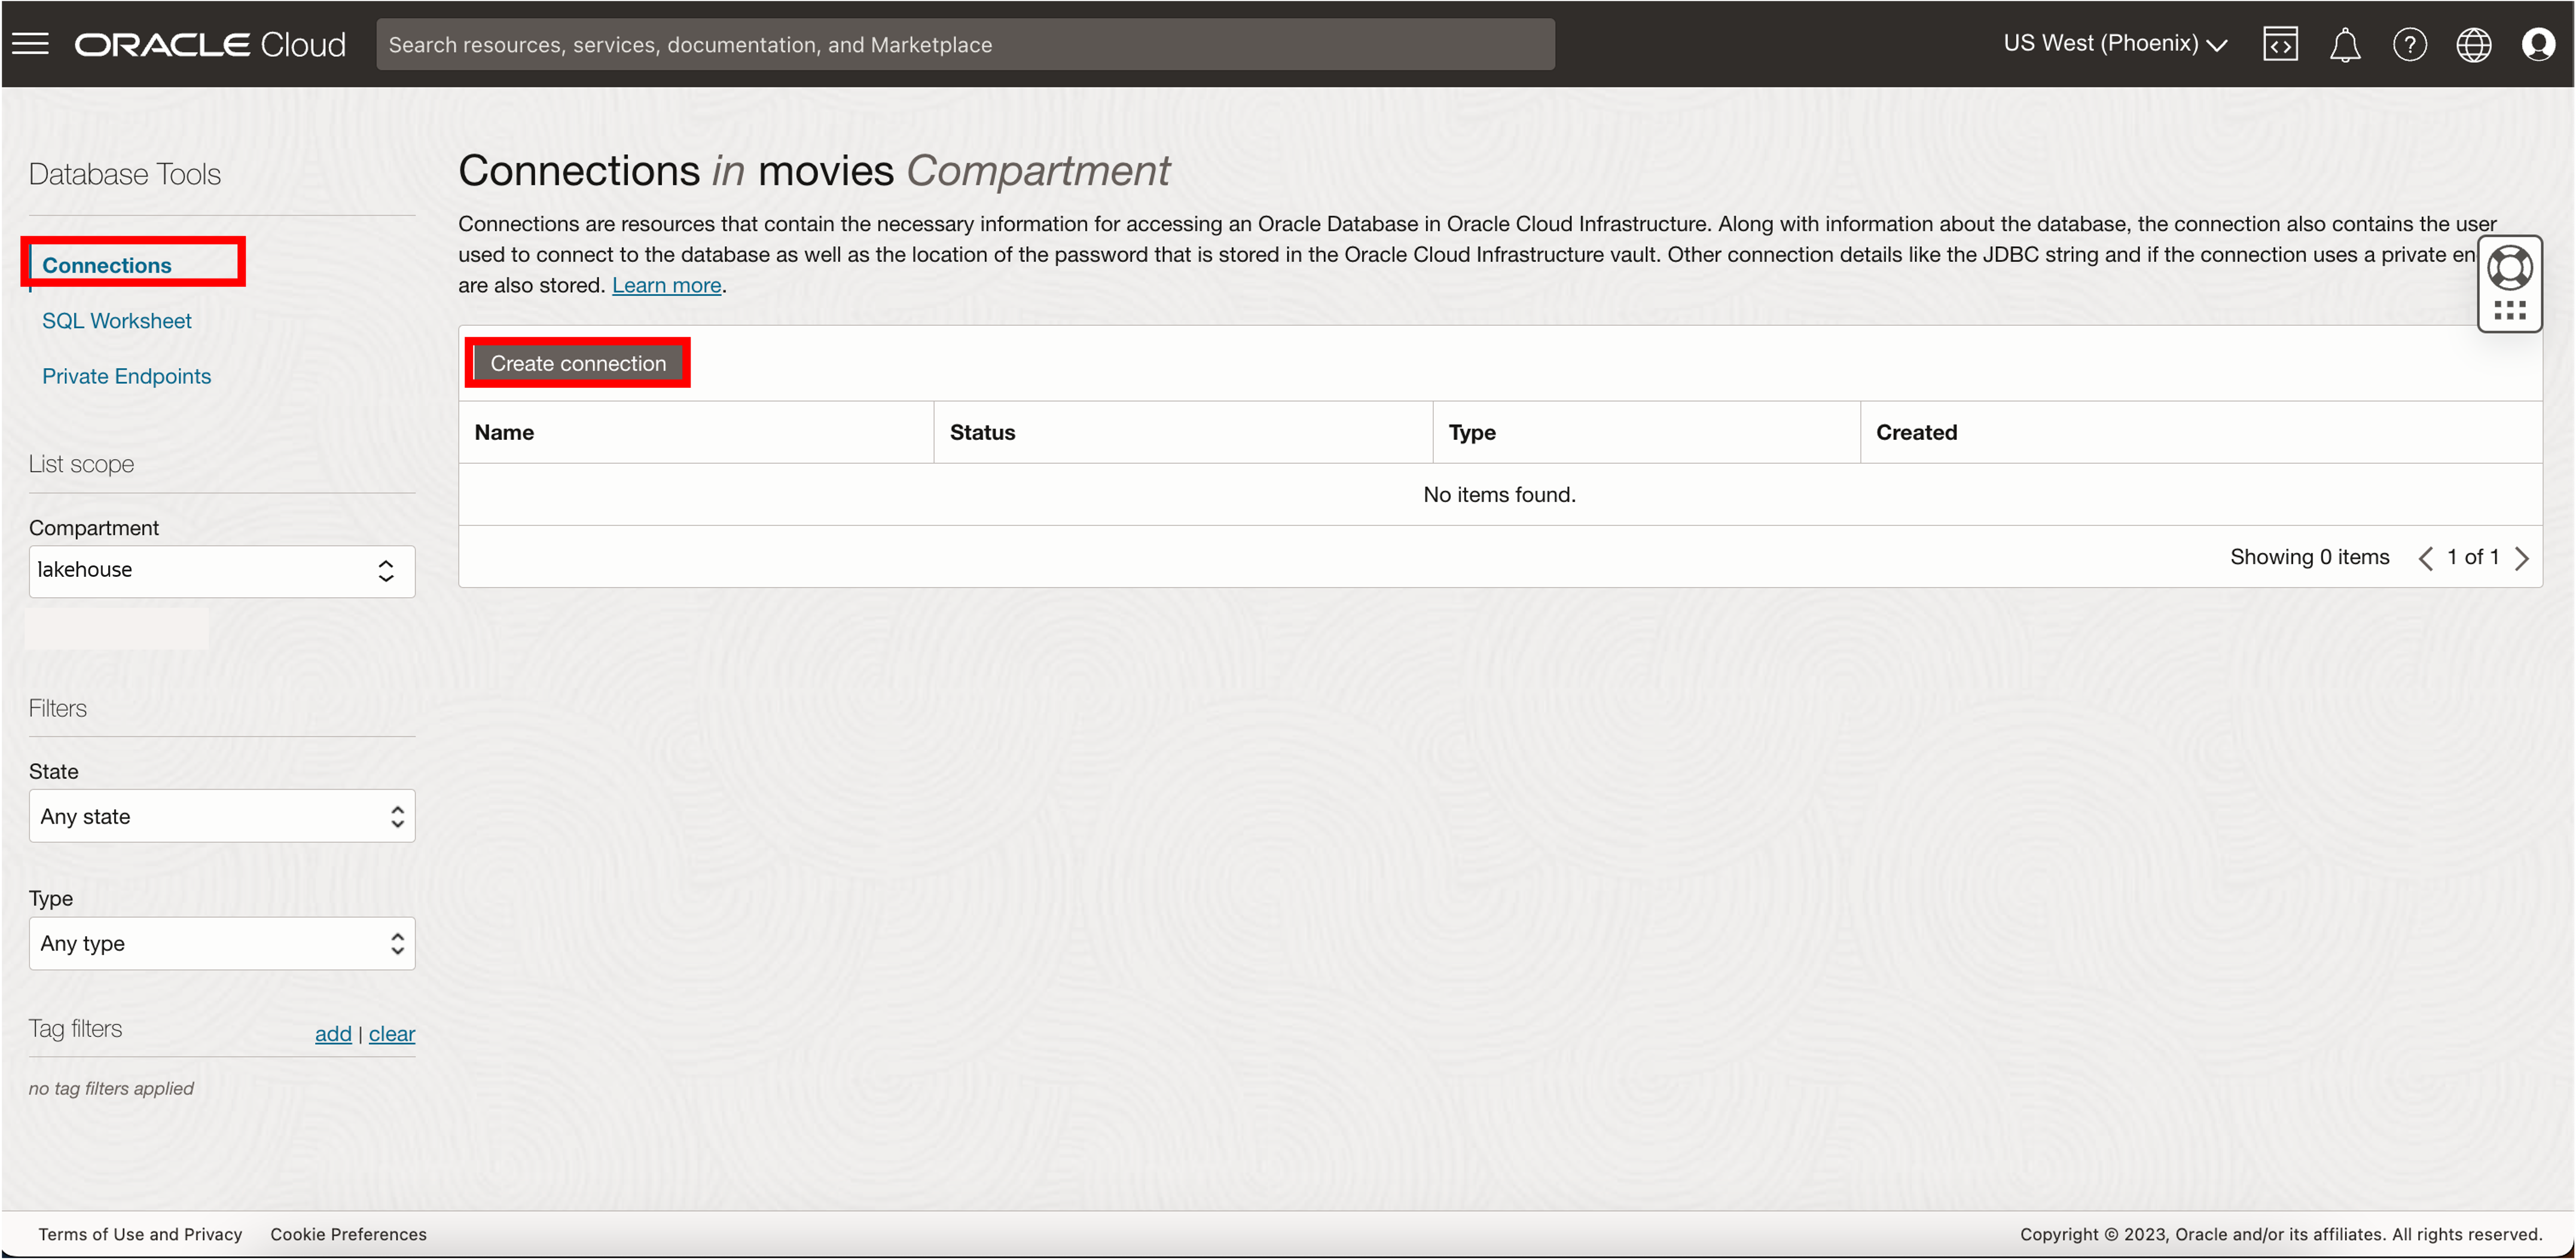 ORACLE Cloud
Search resources, services, documentation, and Marketplace
US West (Phoenix)
Database Tools
Connections
SQL Worksheet
Private Endpoints
List scope
Compartment
lakehouse
Filters
State
Any state
Type
Any type
Tag filters
add | clear
no tag filters applied
Connections in movies Compartment
Connections are resources that contain the necessary information for accessing an Oracle Database in Oracle Cloud Infrastructure. Along with information about the database, the connection also contains the user
used to connect to the database as well as the location of the password that is stored in the Oracle Cloud Infrastructure vault. Other connection details like the JDBC string and if the connection uses a private
are also stored. Learn more.
Create connection
Name Status Type Created
No items found.
Showing 0 items 1 of 1
Terms of Use and Privacy Cookie Preferences
Copyright © 2023, Oracle and/or its affiliates. All rights reserved.